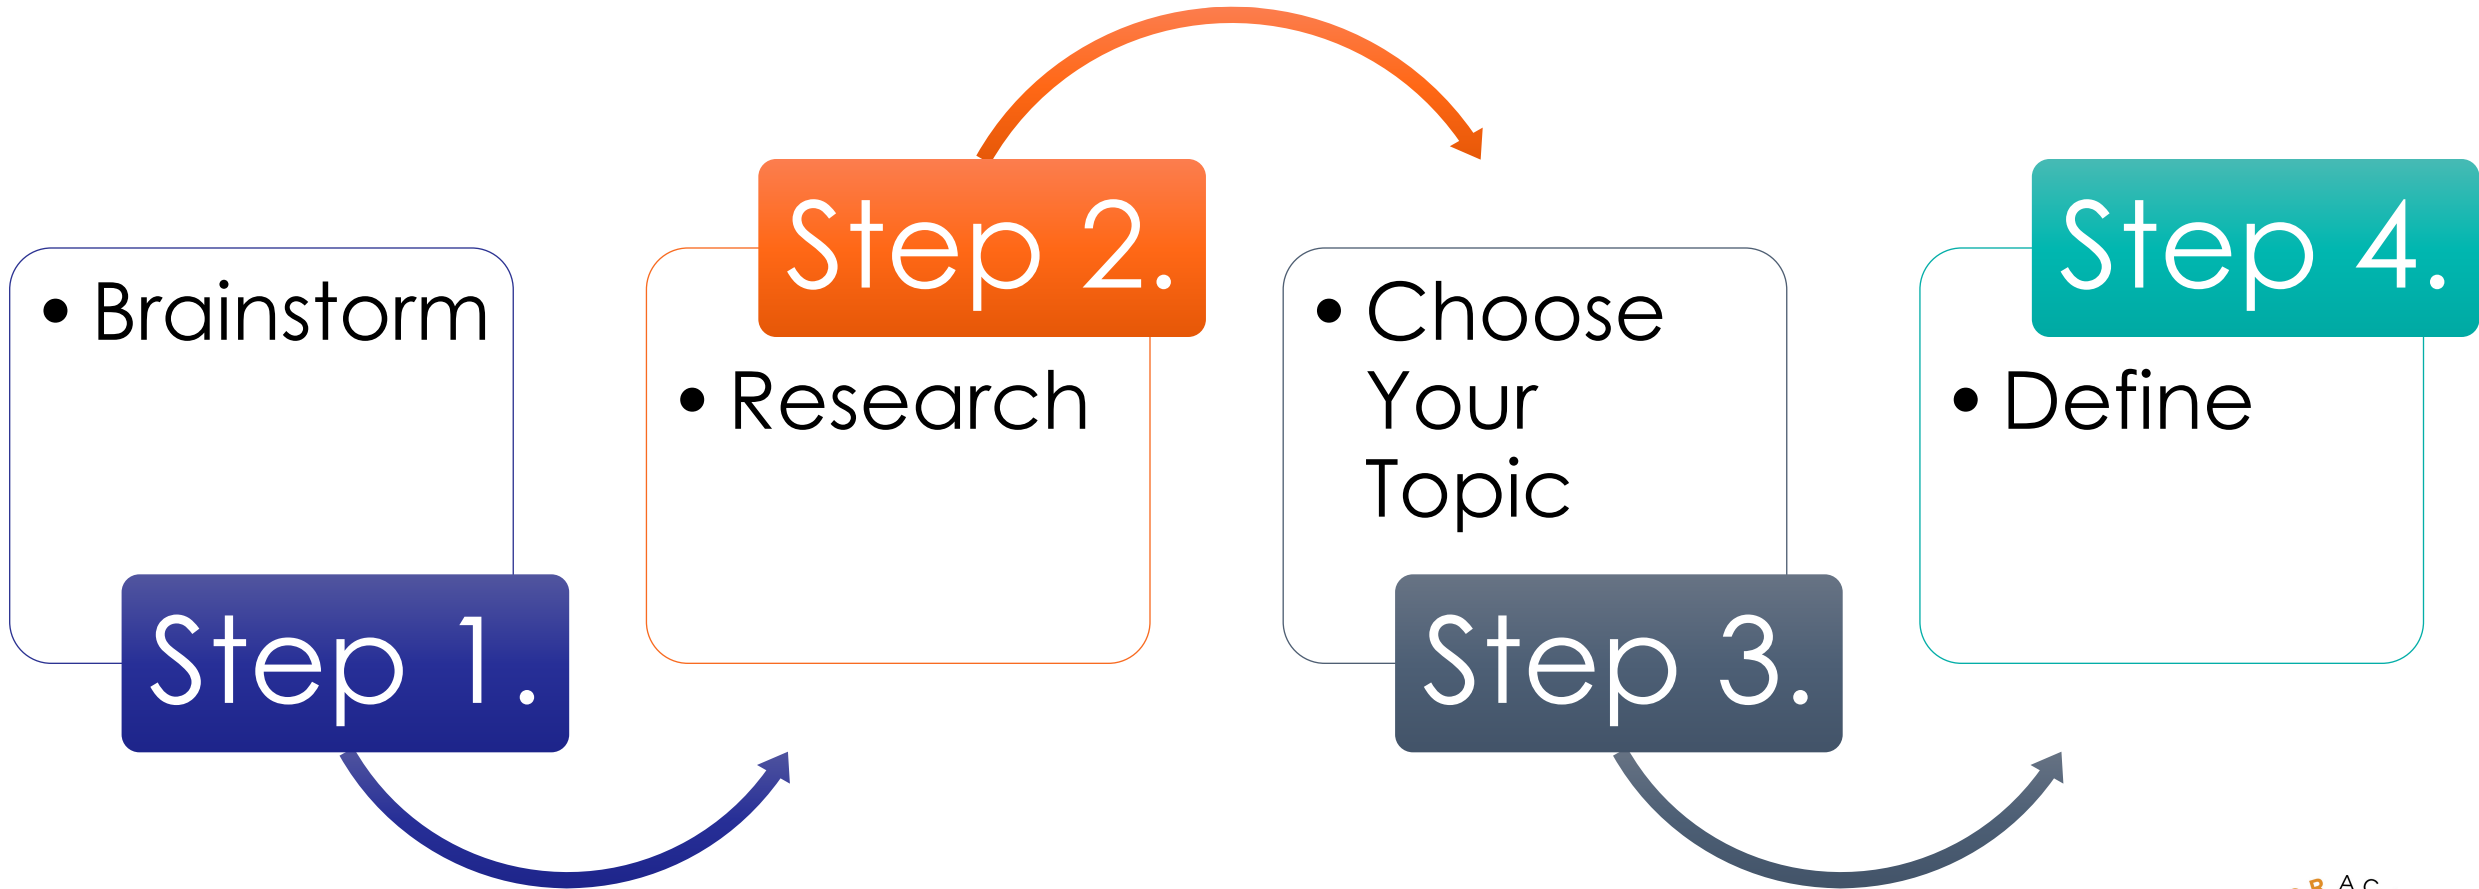 • Brainstorm
Step 1.
Step 2.
• Research
• Choose
Your
Topic
Step 3.
Step 4.
• Define